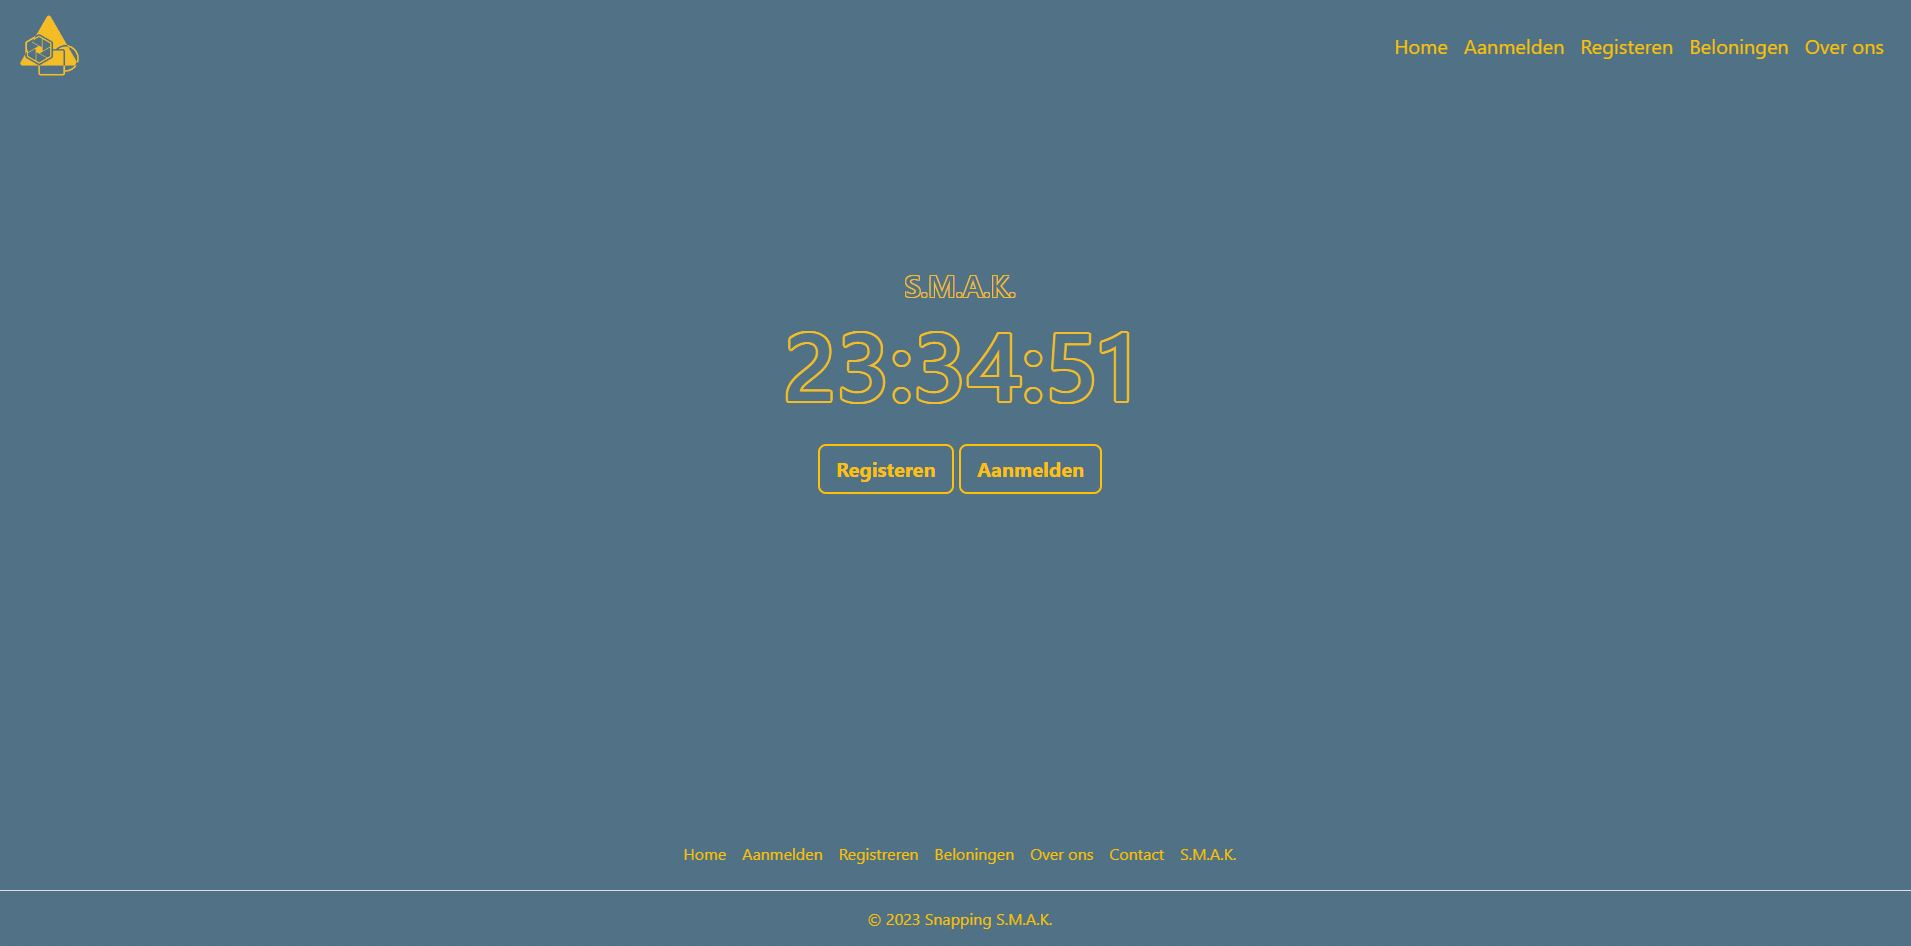 Home Aanmelden Registeren Beloningen Over ons
S.M.A.K.
23:34:51
Registeren Aanmelden
Home Aanmelden Registreren Beloningen Over ons Contact S.M.A.K.
© 2023 Snapping S.M.A.K.